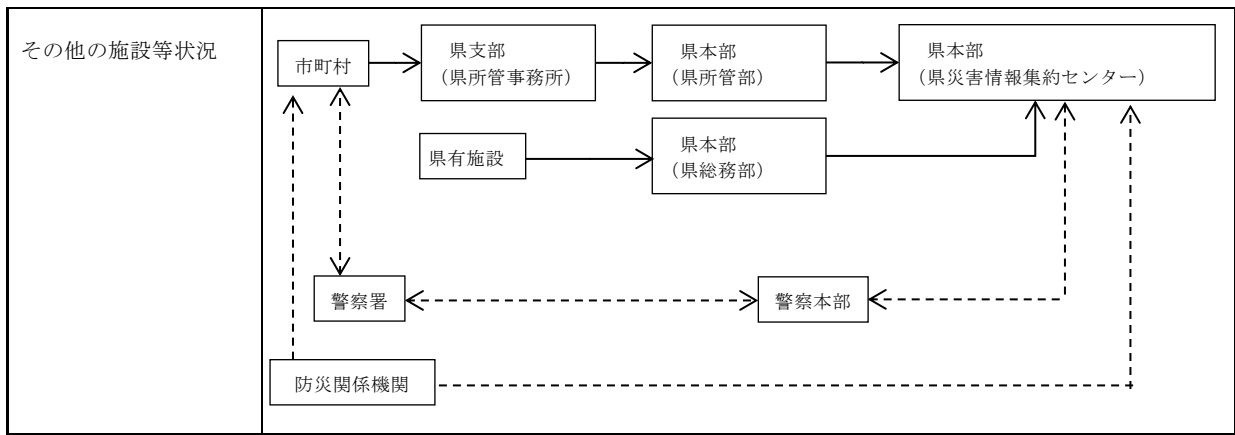 その他の施設等状況
市町村
県支部
（県所管事務所）
県本部
（県所管部）
県本部
（県災害情報集約センター）
県有施設
県本部
（県総務部）
警察署
警察本部
防災関係機関